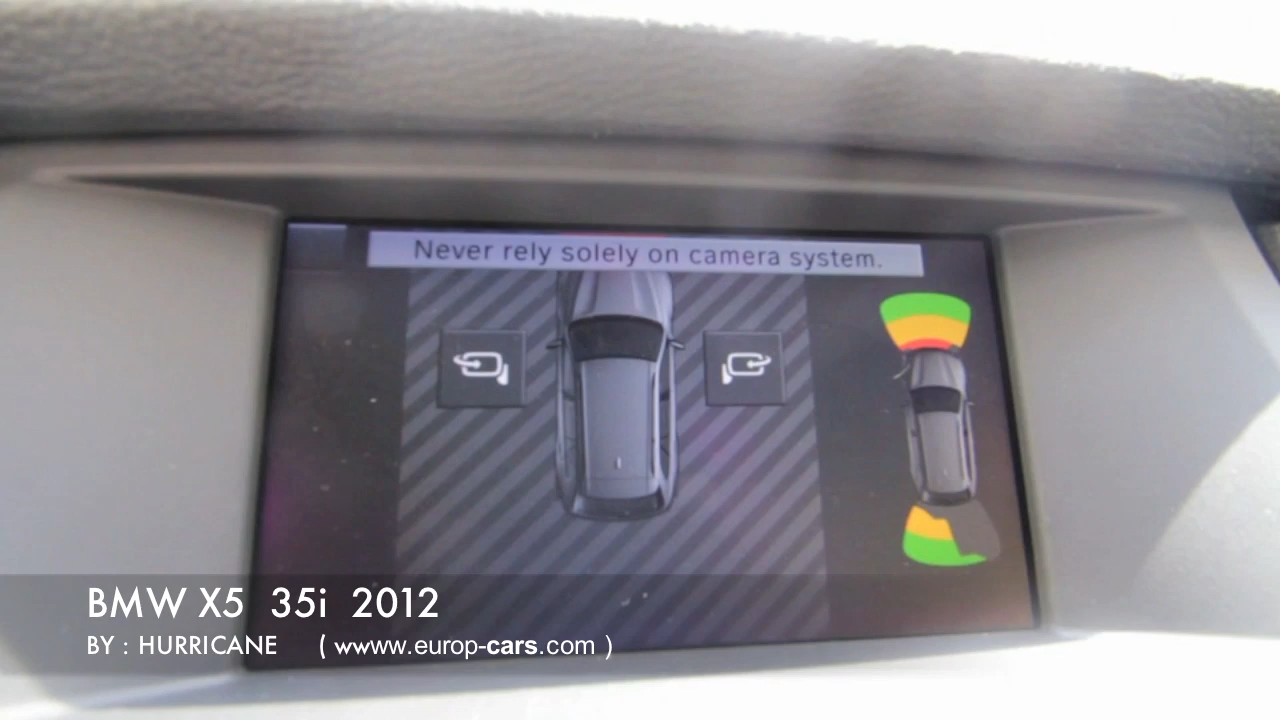 Never rely solely on camera system.
BMW X5 35i 2012
BY : HURRICANE ( wwww.europ-cars.com )